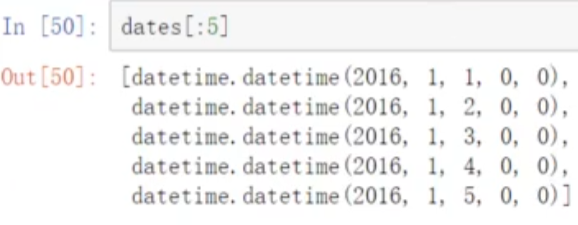 In [50]: dates[:5]
Out[50]: [datetime.datetime(2016, 1, 1, 0, 0),
datetime.datetime(2016, 1, 2, 0, 0),
datetime.datetime(2016, 1, 3, 0, 0),
datetime.datetime(2016, 1, 4, 0, 0),
datetime.datetime(2016, 1, 5, 0, 0)]